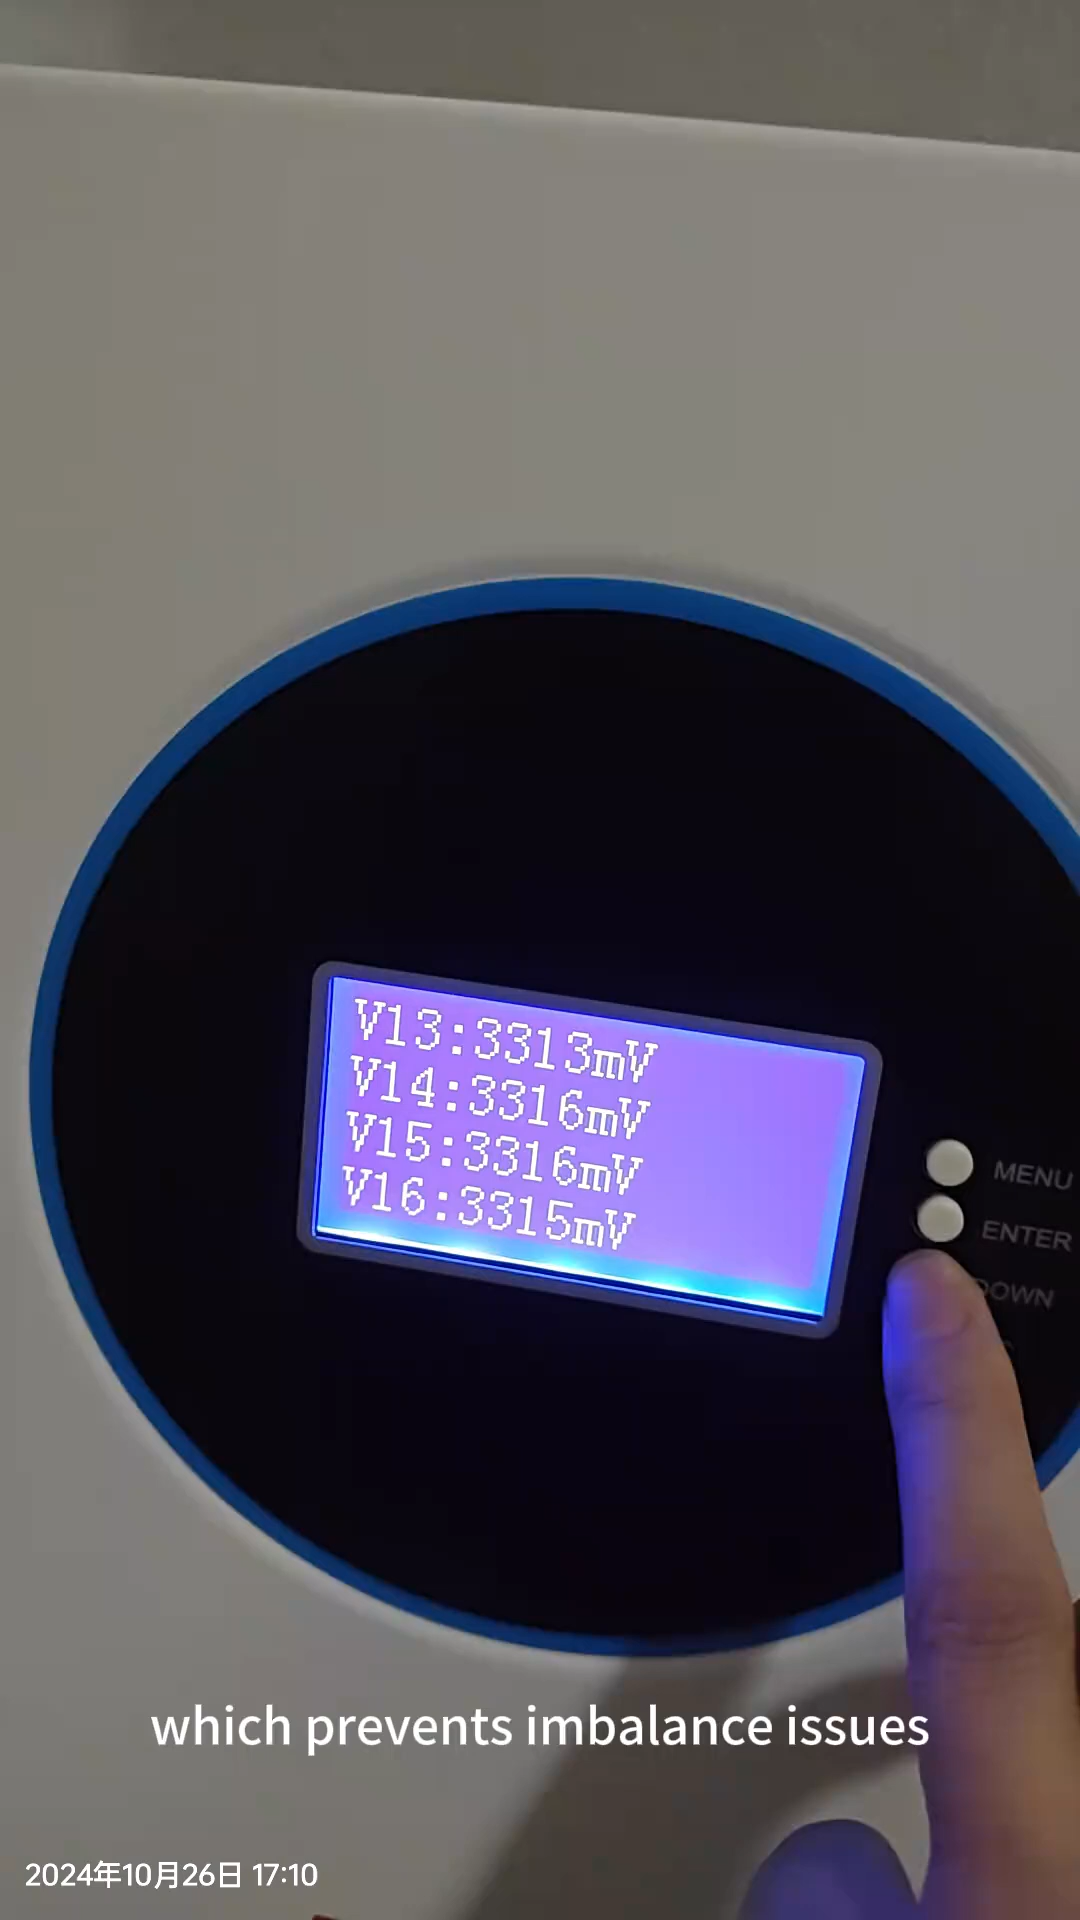 V13:3313mV
V14:3316mV
V15:3316mV
V16:3315mV
MENU
ENTER
DOWN
which prevents imbalance issues
2024年10月26日 17:10